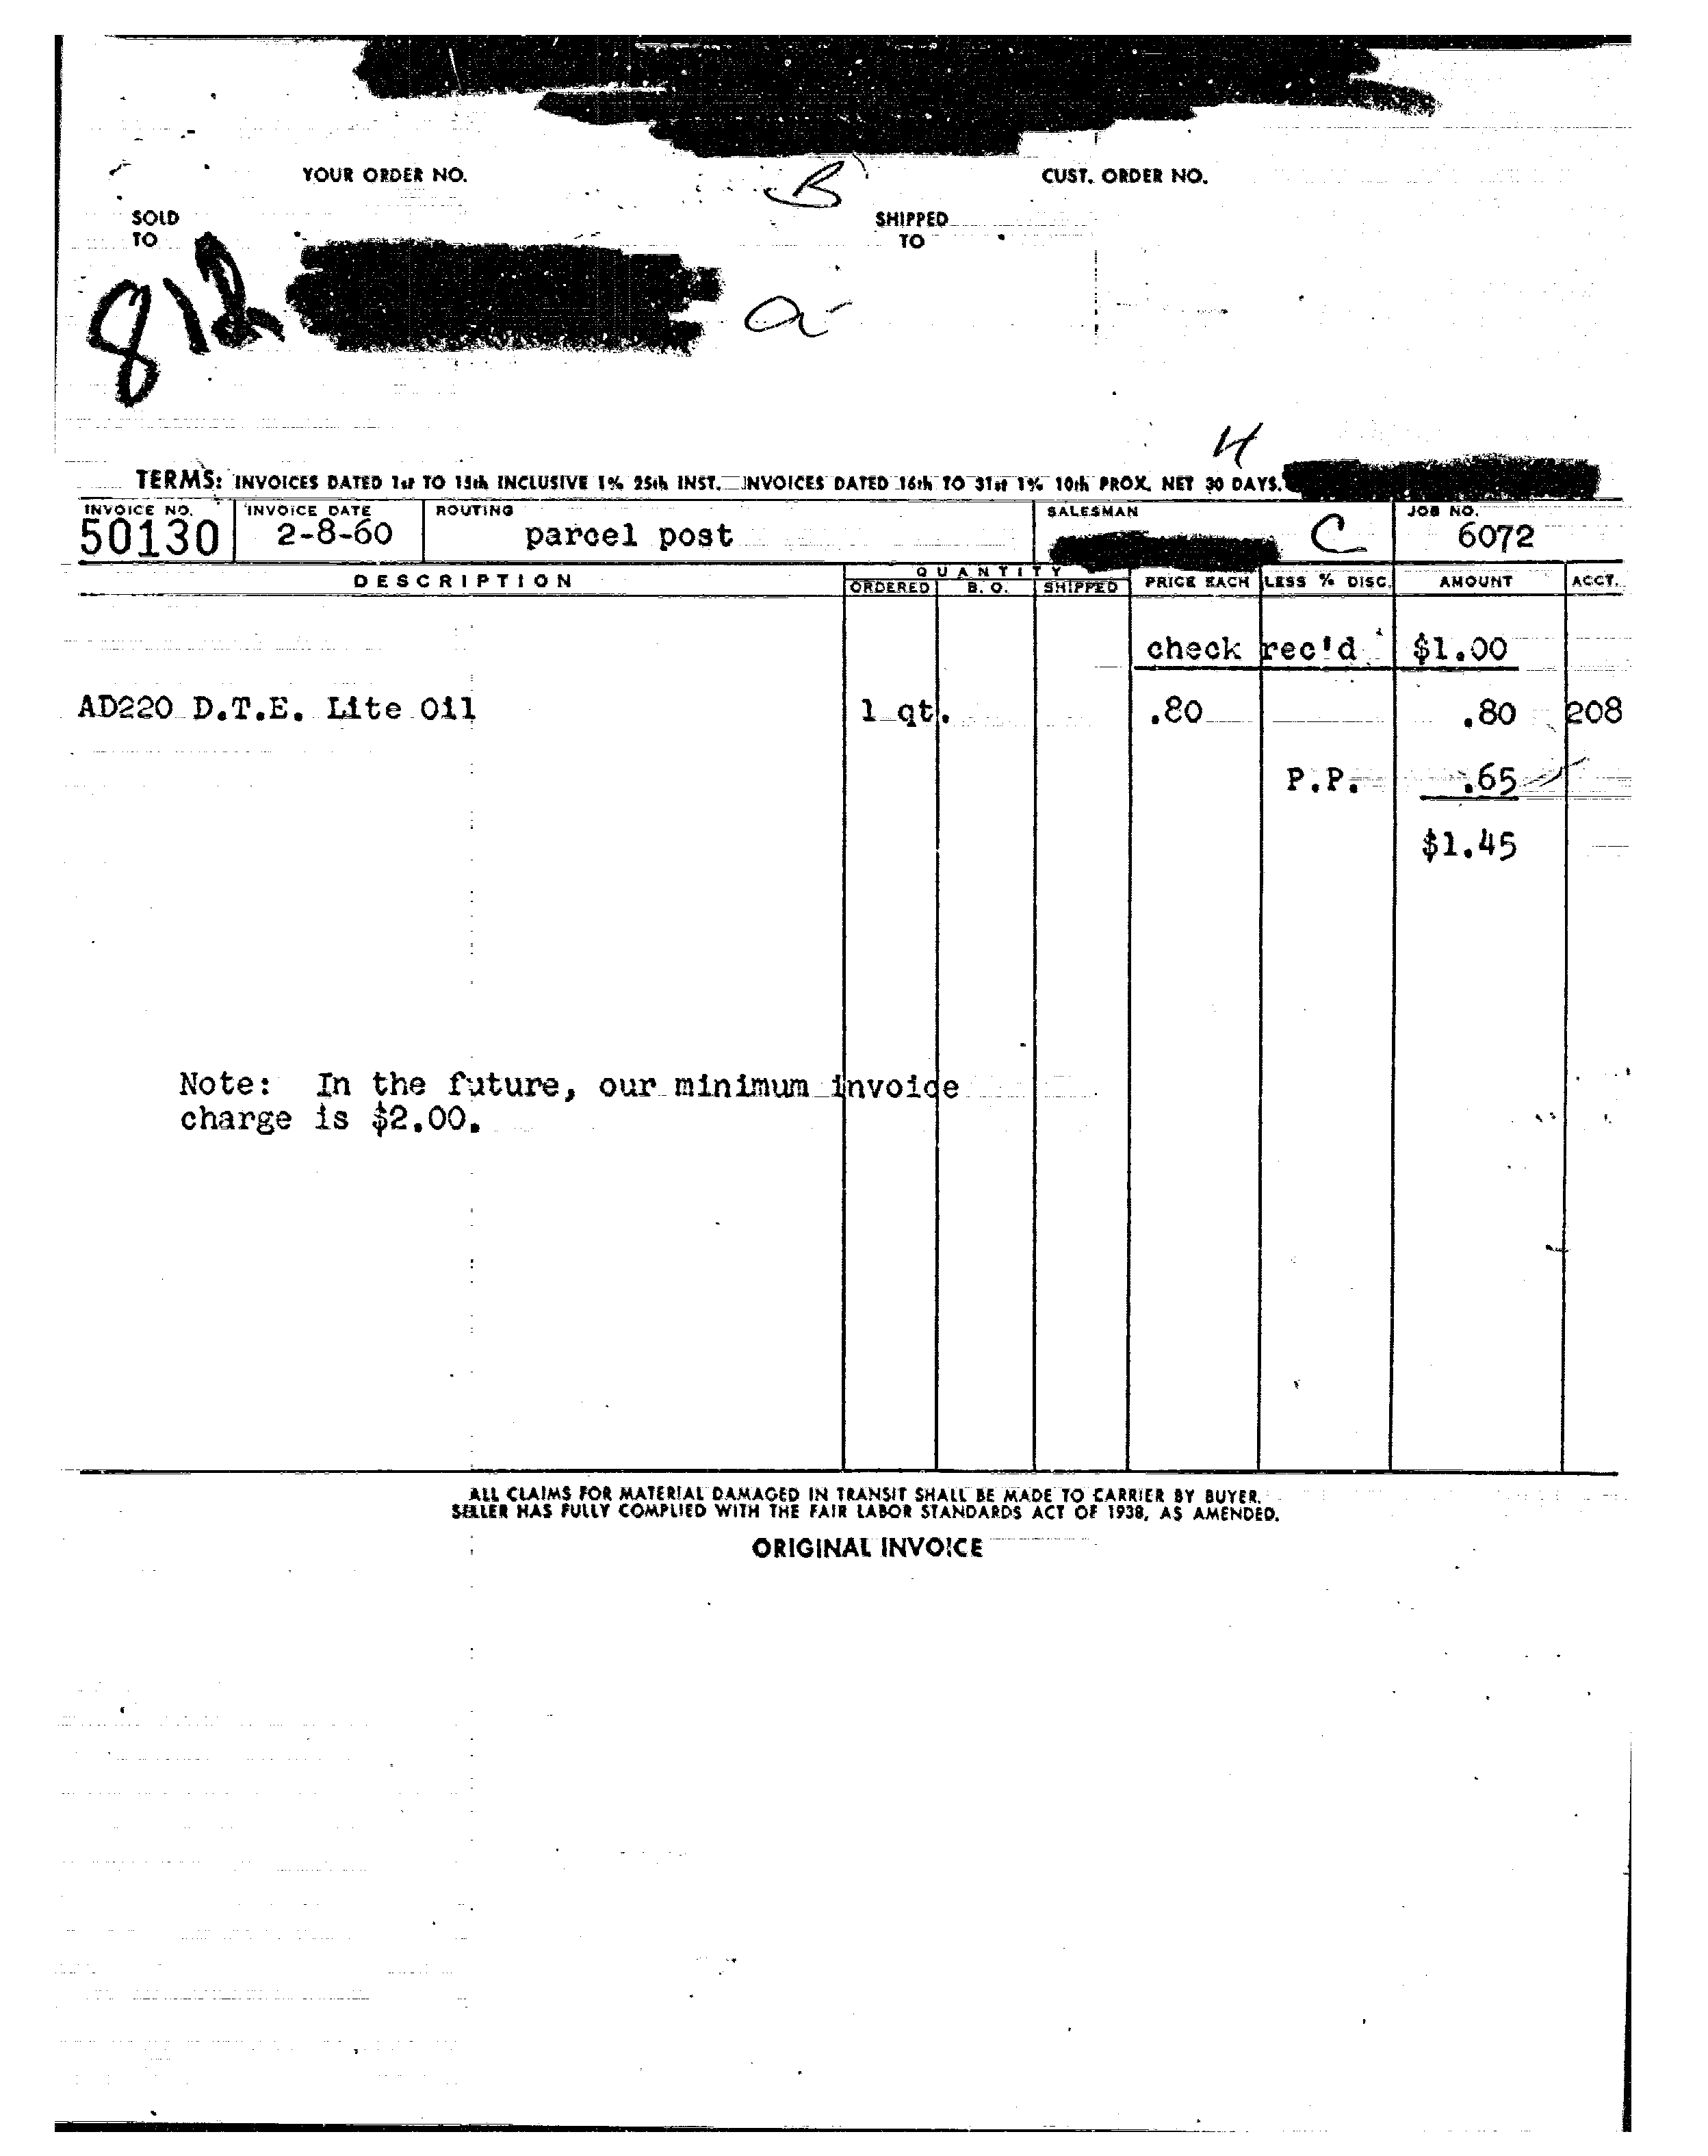 B
YOUR ORDER NO.
CUST. ORDER NO.
SOLD
TO
SHIPPED
TO
812
a
H
TERMS: INVOICES DATED 1st TO 15th INCLUSIVE 1% 25th INST. INVOICES DATED 16th TO 31st 1% 10th PROX. NET 30 DAYS.
INVOICE NO. INVOICE DATE ROUTING SALESMAN JOB NO.
50130 2-8-60 parcel post C 6072
DESCRIPTION QUANTITY PRICE EACH LESS % DISC. AMOUNT ACCT.
ORDERED B. O. SHIPPED
check rec'd $1.00
AD220 D.T.E. Lite Oil 1 qt. .80 .80 208
P.P. .65
$1.45
Note: In the future, our minimum invoice
charge is $2.00.
ALL CLAIMS FOR MATERIAL DAMAGED IN TRANSIT SHALL BE MADE TO CARRIER BY BUYER.
SELLER HAS FULLY COMPLIED WITH THE FAIR LABOR STANDARDS ACT OF 1938, AS AMENDED.
ORIGINAL INVOICE